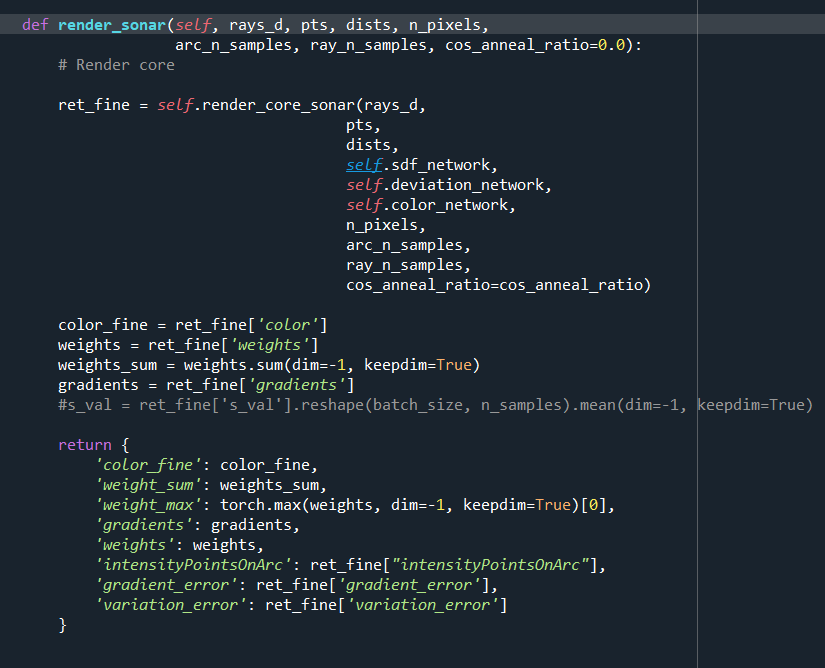 def render_sonar(self, rays_d, pts, dists, n_pixels,
arc_n_samples, ray_n_samples, cos_anneal_ratio=0.0):
# Render core
ret_fine = self.render_core_sonar(rays_d,
pts,
dists,
self.sdf_network,
self.deviation_network,
self.color_network,
n_pixels,
arc_n_samples,
ray_n_samples,
cos_anneal_ratio=cos_anneal_ratio)
color_fine = ret_fine['color']
weights = ret_fine['weights']
weights_sum = weights.sum(dim=-1, keepdim=True)
gradients = ret_fine['gradients']
#s_val = ret_fine['s_val'].reshape(batch_size, n_samples).mean(dim=-1, keepdim=True)
return {
'color_fine': color_fine,
'weight_sum': weights_sum,
'weight_max': torch.max(weights, dim=-1, keepdim=True)[0],
'gradients': gradients,
'weights': weights,
'intensityPointsOnArc': ret_fine["intensityPointsOnArc"],
'gradient_error': ret_fine['gradient_error'],
'variation_error': ret_fine['variation_error']
}